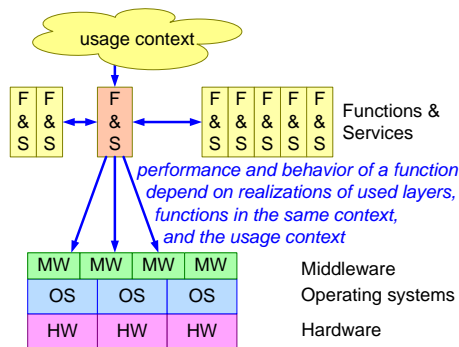 usage context
F F F F F F F F
& & & & & & & &
S S S S S S S S
Functions &
Services
performance and behavior of a function
depend on realizations of used layers,
functions in the same context,
and the usage context
MW MW MW MW Middleware
OS OS OS Operating systems
HW HW HW Hardware